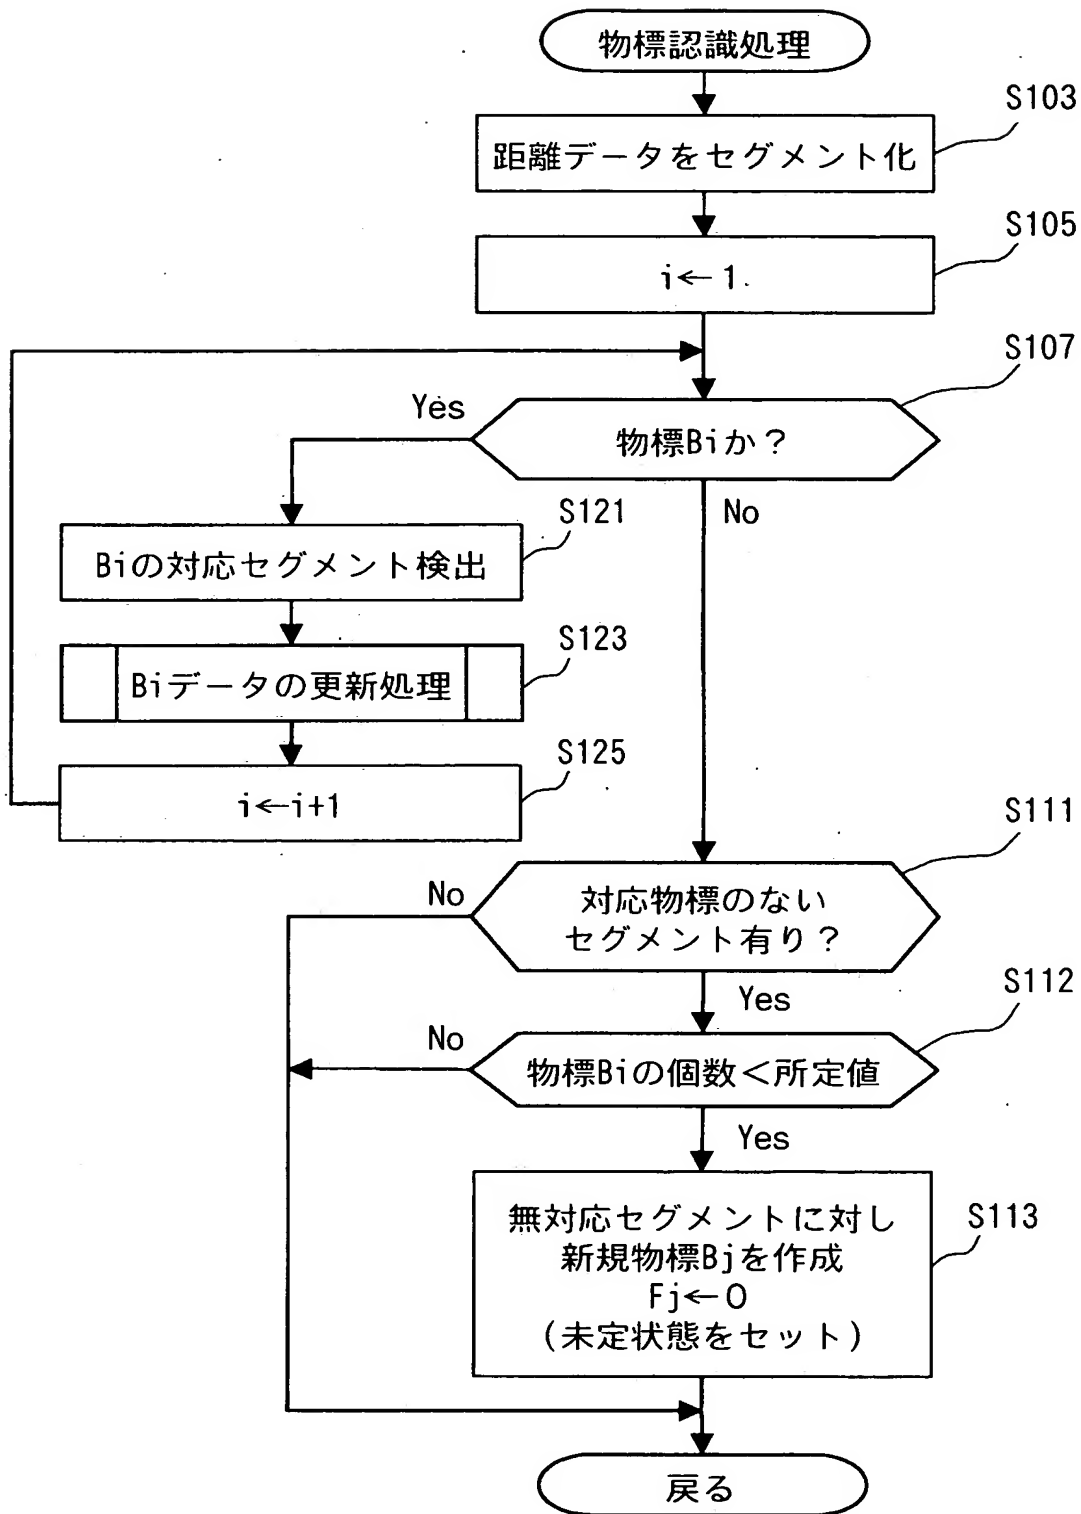 物標認識処理
S103
距離データをセグメント化
S105
i←1
S107
物標Biか？
Yes
No
S121
Biの対応セグメント検出
S123
Biデータの更新処理
S125
i←i+1
S111
対応物標のない
セグメント有り？
No
Yes
S112
物標Biの個数＜所定値
No
Yes
S113
無対応セグメントに対し
新規物標Bjを作成
Fj←0
(未定状態をセット)
戻る